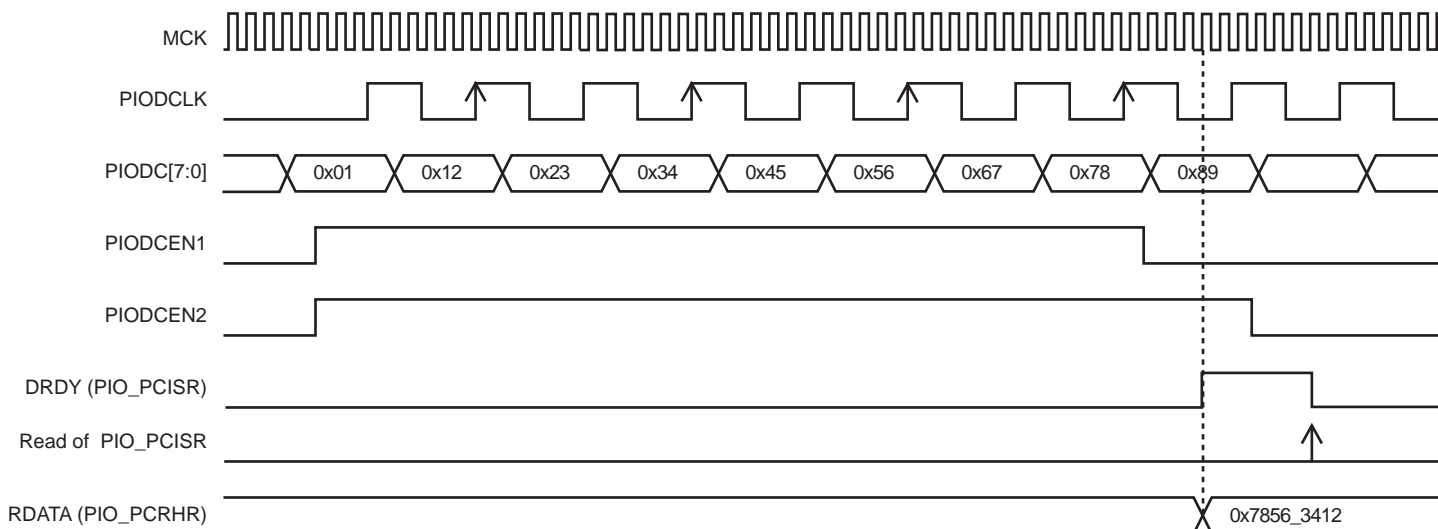 MCK
PIODCLK
PIODC[7:0] 0x01 0x12 0x23 0x34 0x45 0x56 0x67 0x78 0x89
PIODCEN1
PIODCEN2
DRDY (PIO_PCISR)
Read of PIO_PCISR
RDATA (PIO_PCRHR) 0x7856_3412